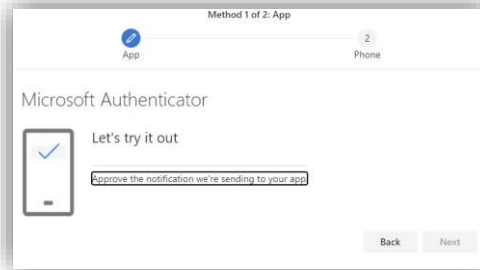 Method 1 of 2: App
2
App
Phone
Microsoft Authenticator
Let's try it out
Approve the notification we're sending to your app.
Back
Next